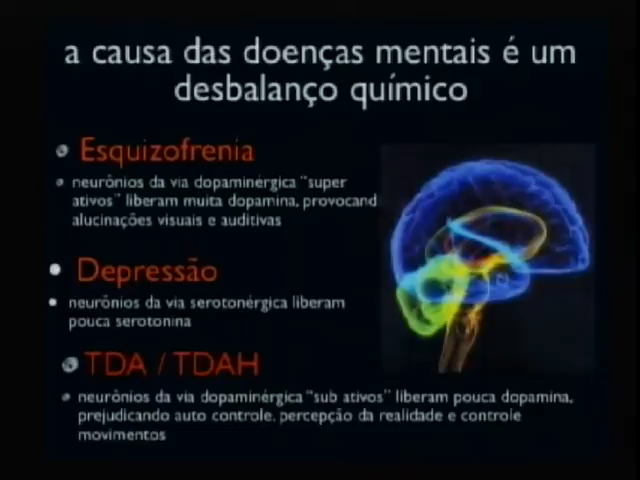 a causa das doenças mentais é um
desbalanço químico
Esquizofrenia
neurônios da via dopaminérgica "super
ativos" liberam muita dopamina, provocand
alucinações visuais e auditivas
Depressão
neurônios da via serotonérgica liberam
pouca serotonina
TDA / TDAH
neurônios da via dopaminérgica "sub ativos" liberam pouca dopamina,
prejudicando auto controle, percepção da realidade e controle
movimentos